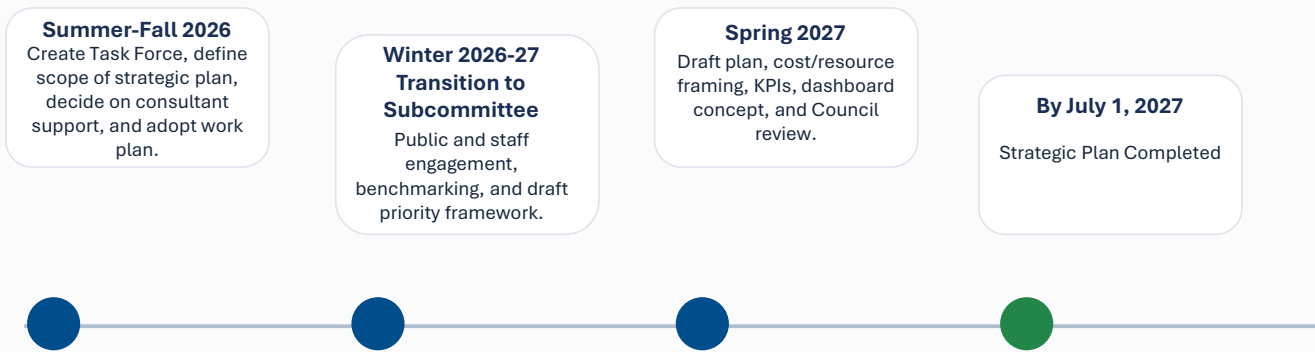 Summer-Fall 2026
Create Task Force, define
scope of strategic plan,
decide on consultant
support, and adopt work
plan.
Winter 2026-27
Transition to
Subcommittee
Public and staff
engagement,
benchmarking, and draft
priority framework.
Spring 2027
Draft plan, cost/resource
framing, KPIs, dashboard
concept, and Council
review.
By July 1, 2027
Strategic Plan Completed